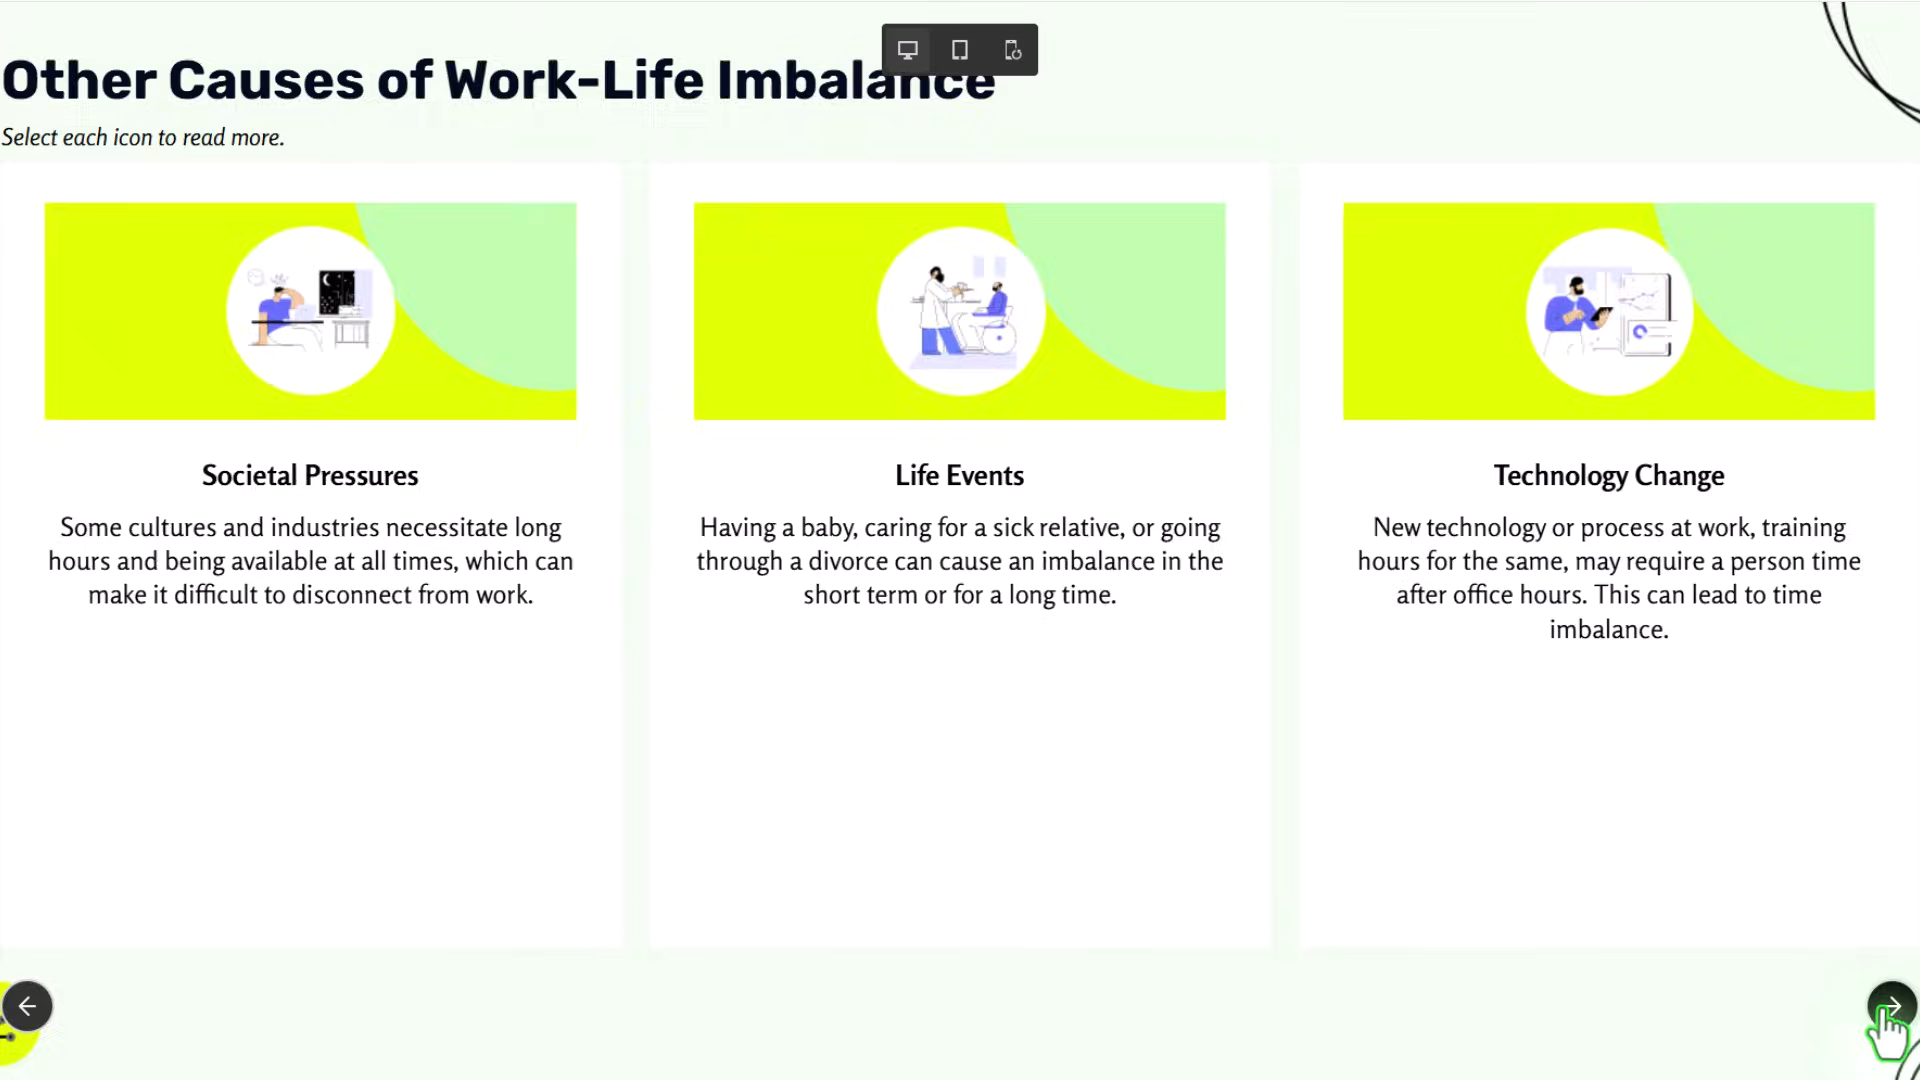 Other Causes of Work-Life Imbalance
Select each icon to read more.
Societal Pressures
Some cultures and industries necessitate long
hours and being available at all times, which can
make it difficult to disconnect from work.
Life Events
Having a baby, caring for a sick relative, or going
through a divorce can cause an imbalance in the
short term or for a long time.
Technology Change
New technology or process at work, training
hours for the same, may require a person time
after office hours. This can lead to time
imbalance.